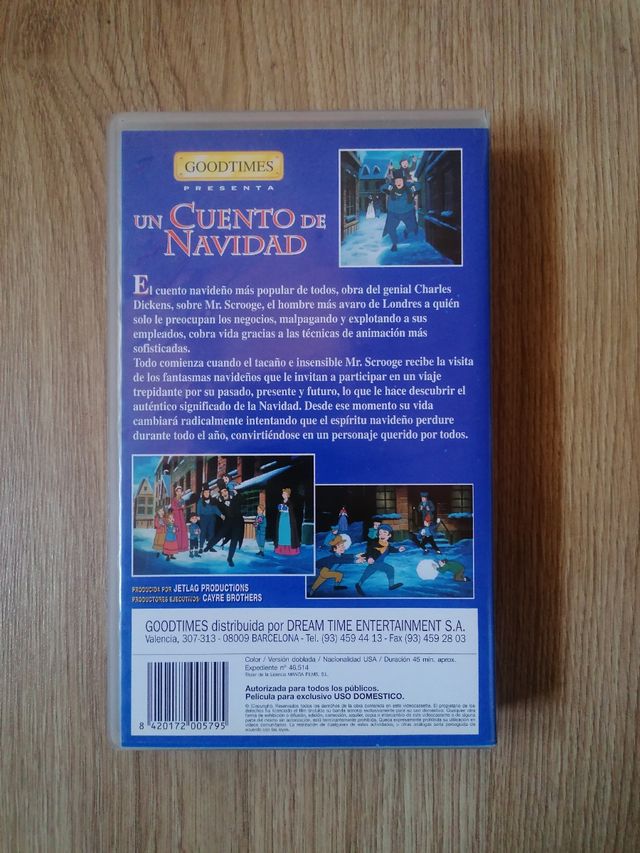 GOODTIMES
PRESENTA
UN CUENTO DE
NAVIDAD
El cuento navideño más popular de todos, obra del genial Charles
Dickens, sobre Mr. Scrooge, el hombre más avaro de Londres a quién
solo le preocupan los negocios, malpagando y explotando a sus
empleados, cobra vida gracias a las técnicas de animación más
sofisticadas.
Todo comienza cuando el tacaño e insensible Mr. Scrooge recibe la visita
de los fantasmas navideños que le invitan a participar en un viaje
trepidante por su pasado, presente y futuro, lo que le hace descubrir el
auténtico significado de la Navidad. Desde ese momento su vida
cambiará radicalmente intentando que el espíritu navideño perdure
durante todo el año, convirtiéndose en un personaje querido por todos.
PRODUCIDA POR JETLAG PRODUCTIONS
PRODUCTORES EJECUTIVOS: CAYRE BROTHERS
GOODTIMES distribuida por DREAM TIME ENTERTAINMENT S.A.
Valencia, 307-313 - 08009 BARCELONA - Tel. (93) 459 44 13 - Fax (93) 459 28 03
Color / Versión doblada / Nacionalidad USA / Duración 45 min. aprox.
Expediente nº 46.514
Titular de la Licencia MANGA FILMS, S.L.
Autorizada para todos los públicos.
Película para exclusivo USO DOMESTICO.
8 420172 005795